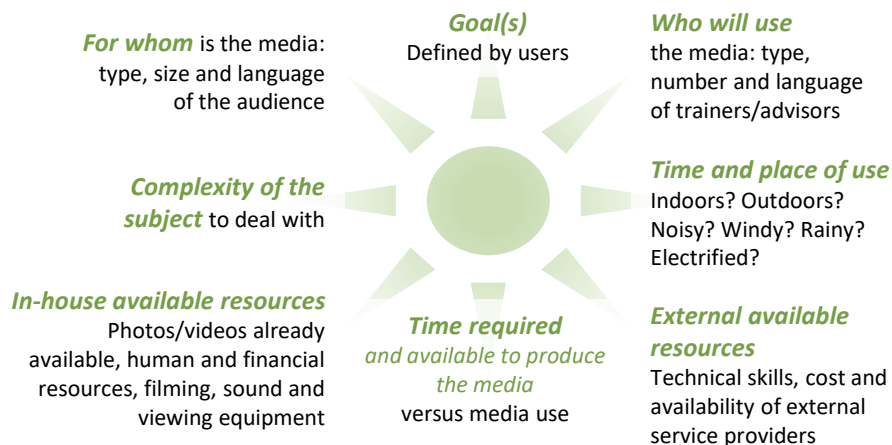 For whom is the media:
type, size and language
of the audience
Goal(s)
Defined by users
Who will use
the media: type,
number and language
of trainers/advisors
Complexity of the
subject to deal with
Time and place of use
Indoors? Outdoors?
Noisy? Windy? Rainy?
Electrified?
In-house available resources
Photos/videos already
available, human and financial
resources, filming, sound and
viewing equipment
Time required
and available to produce
the media
versus media use
External available
resources
Technical skills, cost and
availability of external
service providers